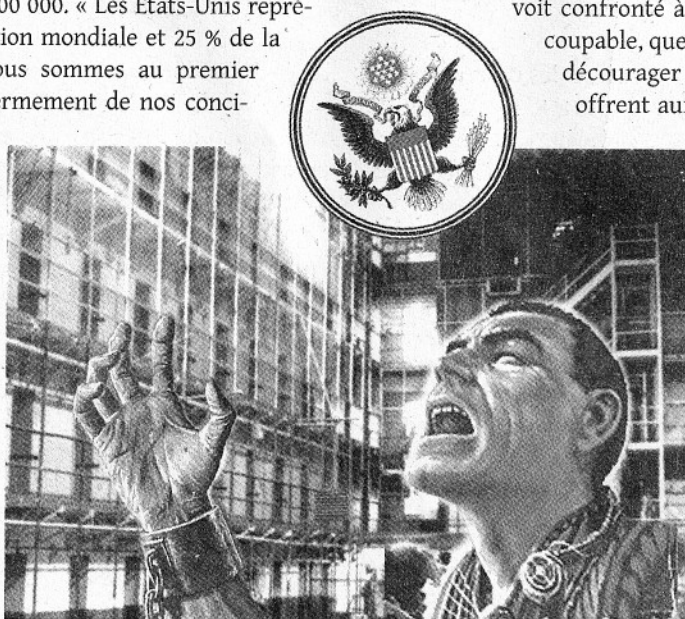 00 000. « Les États-Unis repré-
tion mondiale et 25 % de la
ous sommes au premier
ermement de nos conci-
voit confronté à
coupable, que
décourager
offrent au